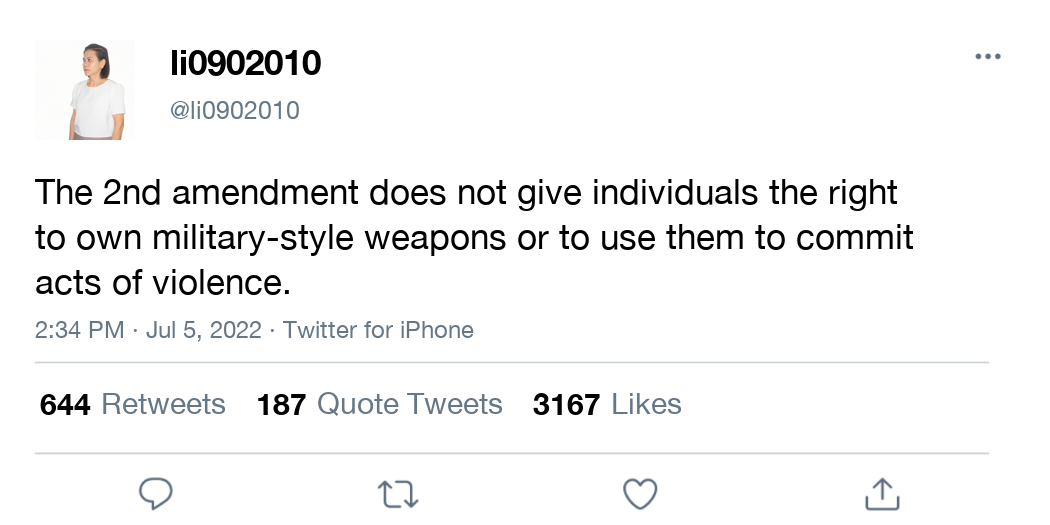 li0902010
@li0902010
The 2nd amendment does not give individuals the right
to own military-style weapons or to use them to commit
acts of violence.
2:34 PM · Jul 5, 2022 · Twitter for iPhone
644 Retweets 187 Quote Tweets 3167 Likes